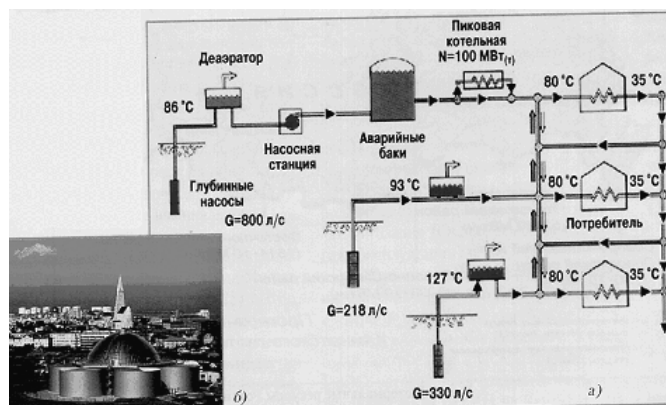 Пиковая
котельная
N=100 МВт(т)
Деаэратор
86 °С
80 °С
35 °С
Насосная
станция
Аварийные
баки
Глубинные
насосы
G=800 л/с
93 °С
80 °С
35 °С
Потребитель
127 °С
80 °С
35 °С
G=218 л/с
G=330 л/с
а)
б)